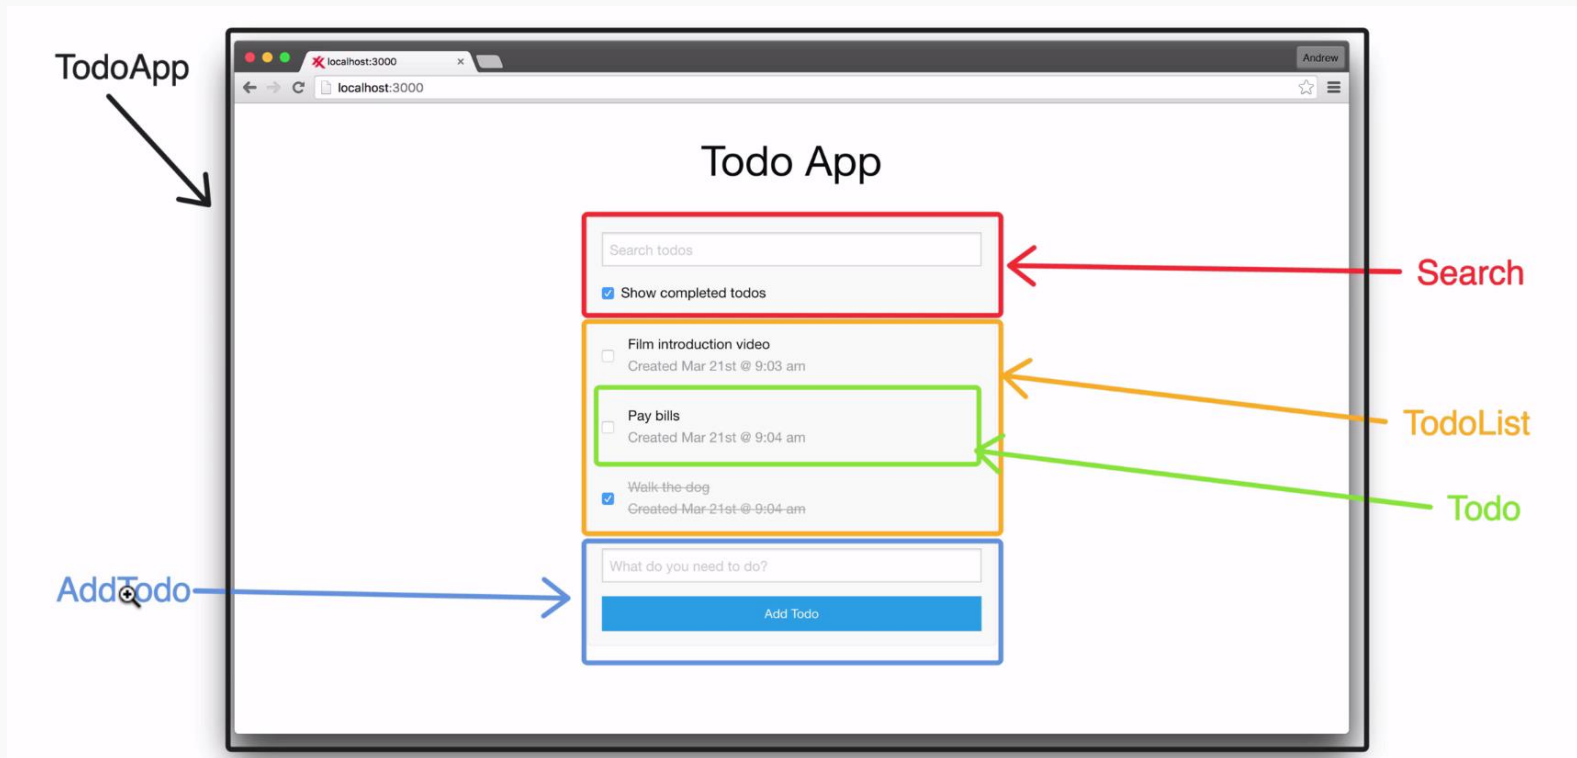 TodoApp
localhost:3000
Andrew
localhost:3000
Todo App
Search todos
Show completed todos
Search
Film introduction video
Created Mar 21st @ 9:03 am
Pay bills
Created Mar 21st @ 9:04 am
TodoList
Walk the dog
Created Mar 21st @ 9:04 am
Todo
What do you need to do?
AddTodo
Add Todo